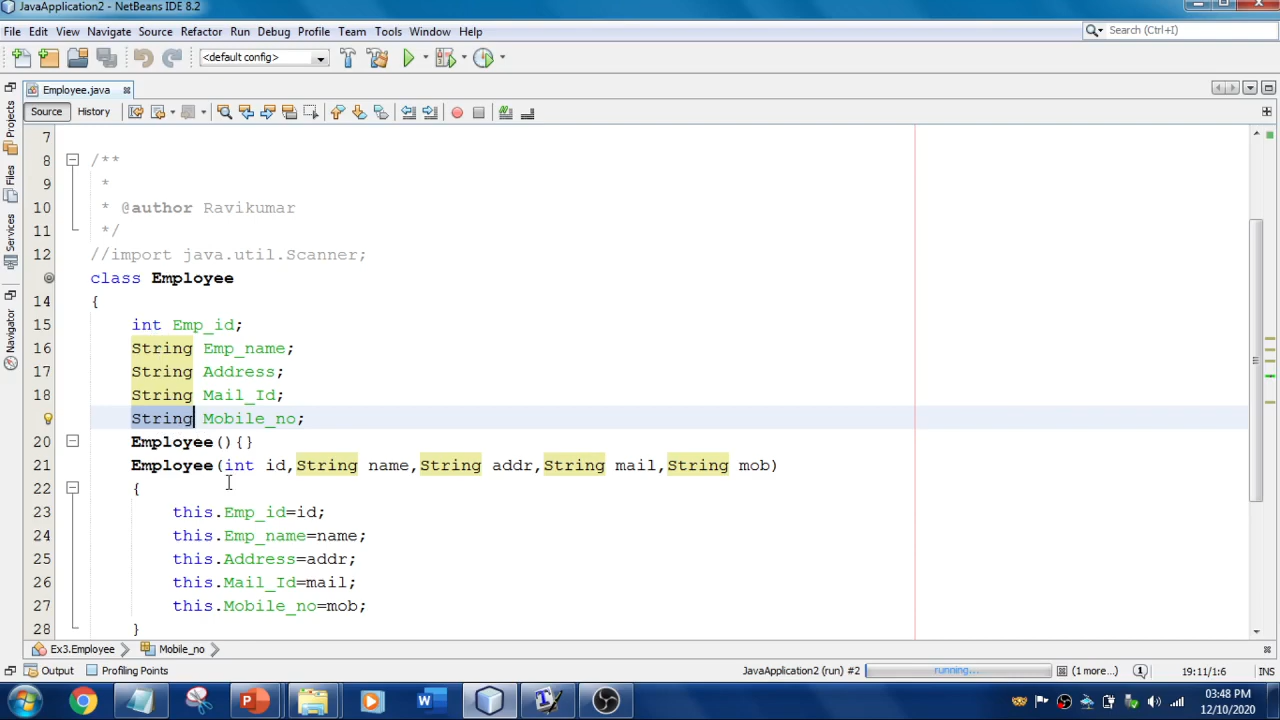 JavaApplication2 - NetBeans IDE 8.2
File Edit View Navigate Source Refactor Run Debug Profile Team Tools Window Help
Search (Ctrl+I)
<default config>
Employee.java
Source History
Projects
Files
Services
Navigator
7
8 /**
9 *
10 * @author Ravikumar
11 */
12 //import java.util.Scanner;
class Employee
14 {
15 int Emp_id;
16 String Emp_name;
17 String Address;
18 String Mail_Id;
String Mobile_no;
20 Employee(){}
21 Employee(int id,String name,String addr,String mail,String mob)
22 {
23 this.Emp_id=id;
24 this.Emp_name=name;
25 this.Address=addr;
26 this.Mail_Id=mail;
27 this.Mobile_no=mob;
28 }
Ex3.Employee Mobile_no
Output Profiling Points JavaApplication2 (run) #2 running... (1 more...) 1 19:11/1:6 INS
03:48 PM
12/10/2020